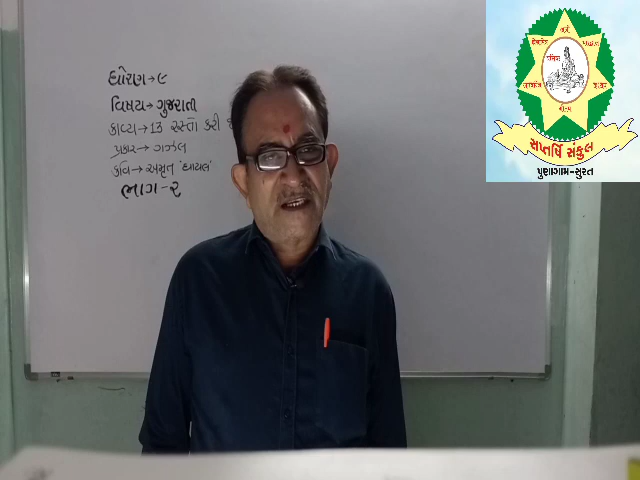 ધોરણ → ૯
વિષય → ગુજરાતી
કાવ્ય → 13 રસ્તો કરી
પ્રકાર → ગઝલ
કવિ → અમૃત 'ઘાયલ'
ભાગ - ૨
સપ્તર્ષિ સંકુલ
પુણાગામ-સુરત